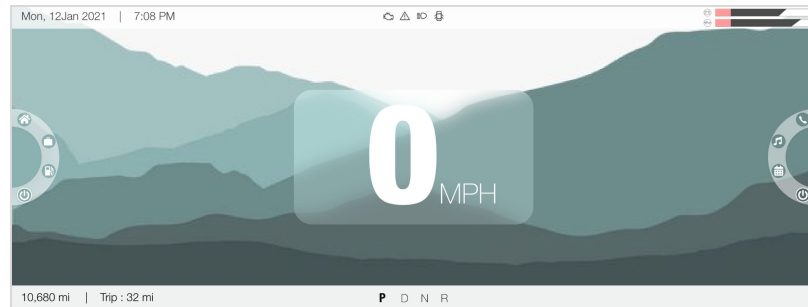 Mon, 12Jan 2021 | 7:08 PM
0 MPH
10,680 mi | Trip : 32 mi
P D N R